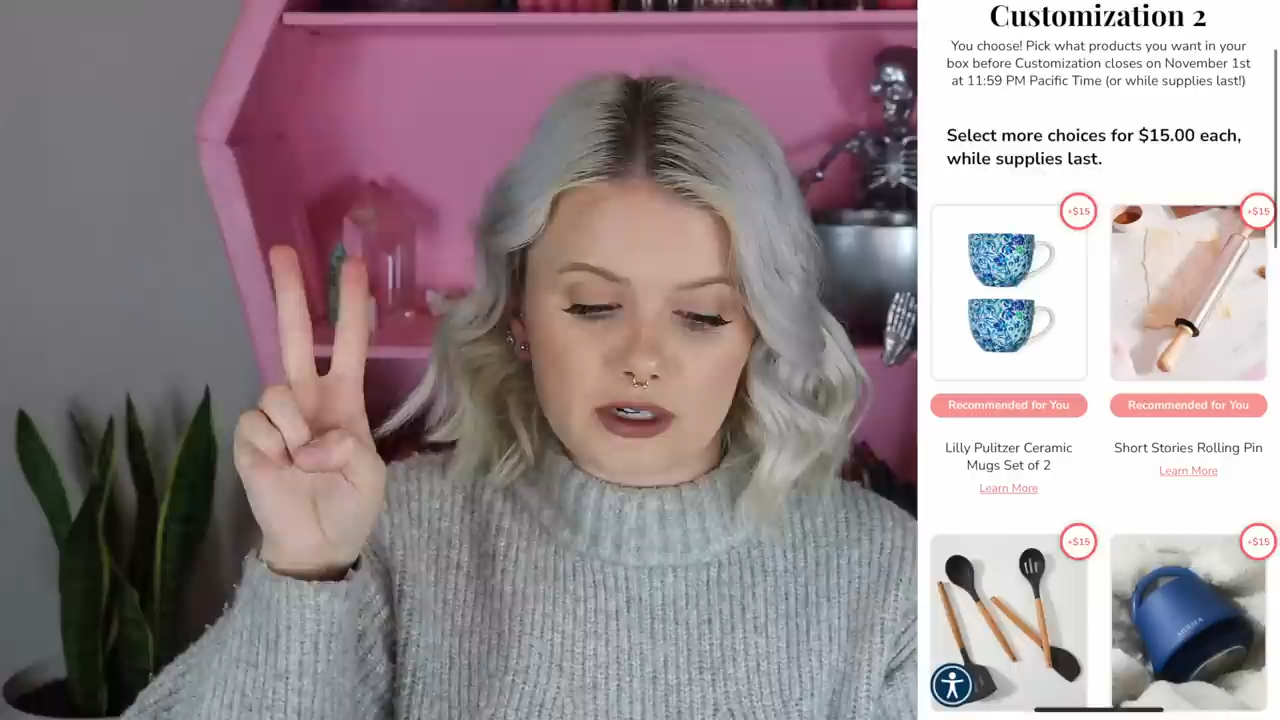 Customization 2
You choose! Pick what products you want in your
box before Customization closes on November 1st
at 11:59 PM Pacific Time (or while supplies last!)
Select more choices for $15.00 each,
while supplies last.
+$15
+$15
Recommended for You
Recommended for You
Lilly Pulitzer Ceramic
Mugs Set of 2
Learn More
Short Stories Rolling Pin
Learn More
+$15
+$15